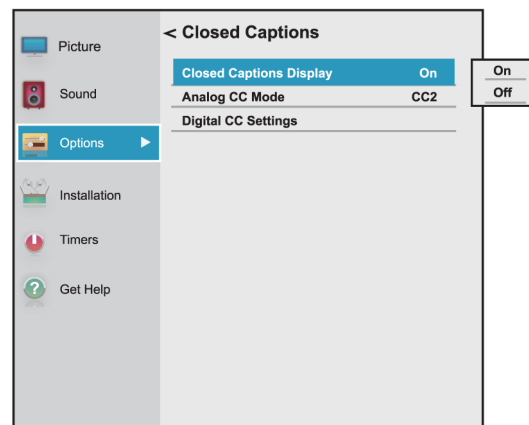 Picture
Sound
Options
Installation
Timers
Get Help
< Closed Captions
Closed Captions Display On
Analog CC Mode CC2
Digital CC Settings
On
Off